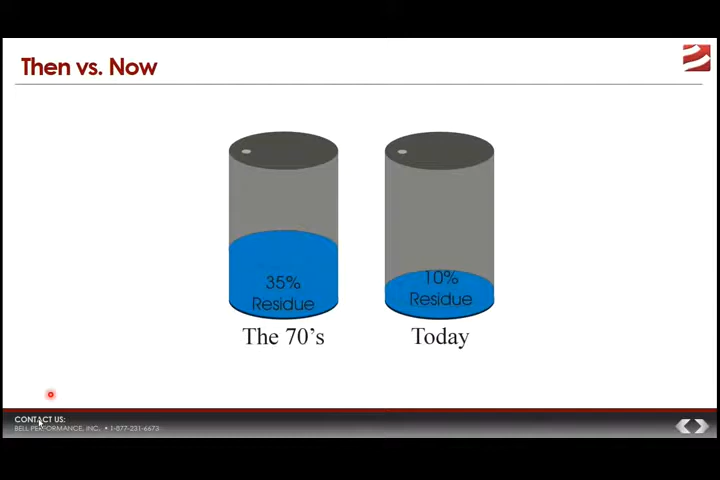 Then vs. Now
35%
Residue
10%
Residue
The 70's
Today
CONTACT US:
BELL PERFORMANCE, INC. • 1-877-231-6673